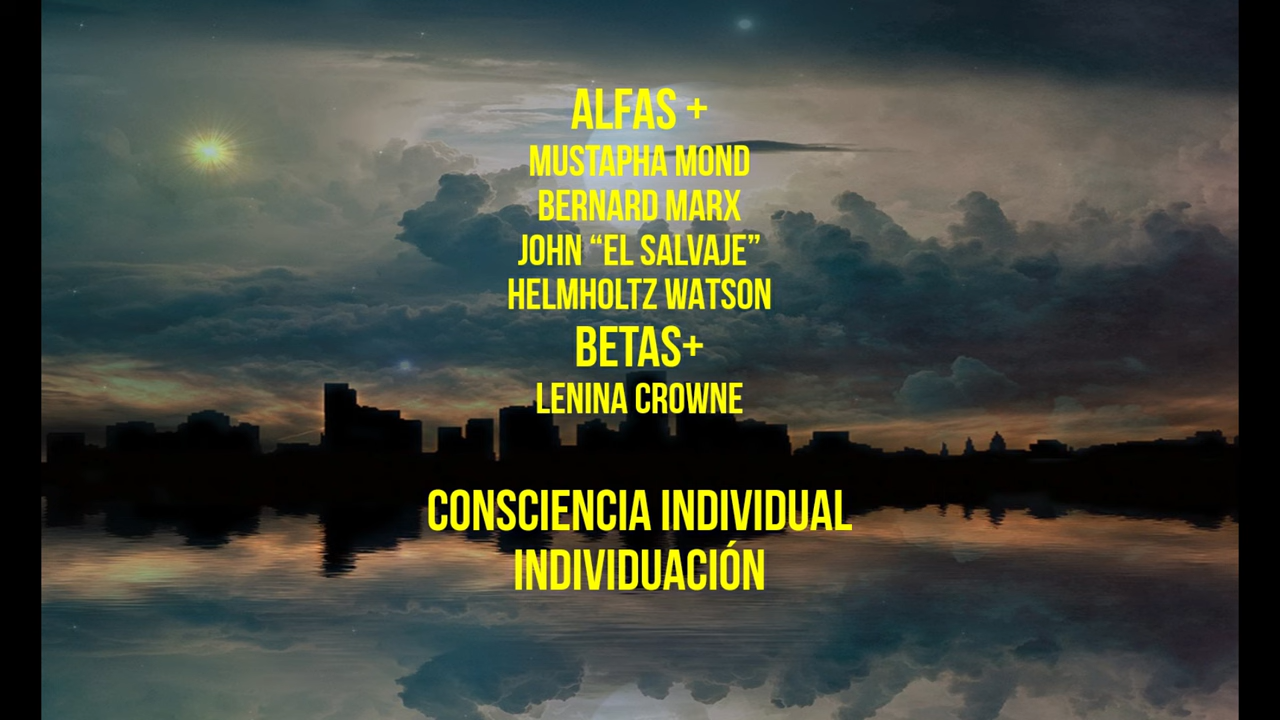 ALFAS +
MUSTAPHA MOND
BERNARD MARX
JOHN “EL SALVAJE”
HELMHOLTZ WATSON
BETAS+
LENINA CROWNE
CONSCIENCIA INDIVIDUAL
INDIVIDUACIÓN